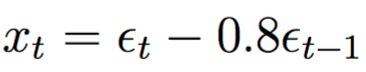 x_t = ϵ_t − 0.8ϵ_{t−1}